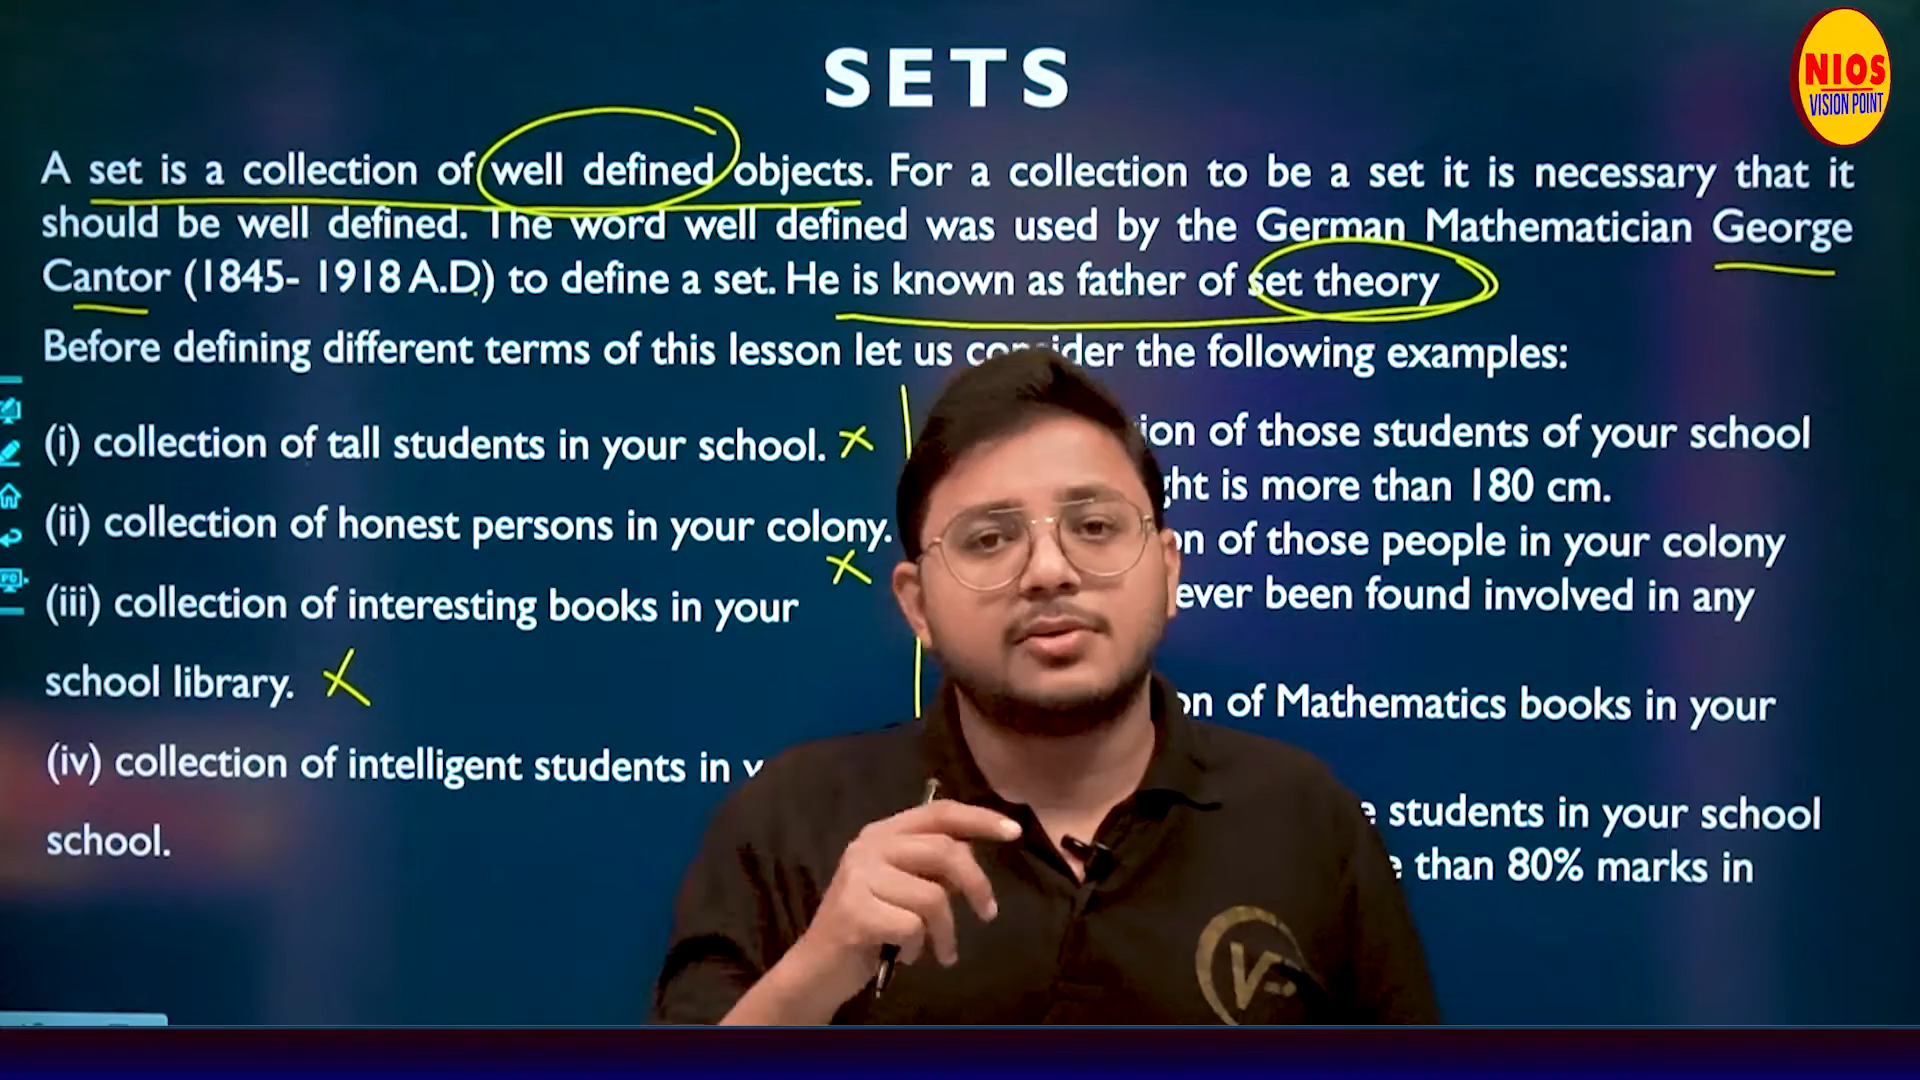 SETS
NIOS
VISION POINT
A set is a collection of well defined objects. For a collection to be a set it is necessary that it
should be well defined. The word well defined was used by the German Mathematician George
Cantor (1845- 1918 A.D.) to define a set. He is known as father of set theory
Before defining different terms of this lesson let us consider the following examples:
(i) collection of tall students in your school.
(ii) collection of honest persons in your colony.
(iii) collection of interesting books in your
school library.
(iv) collection of intelligent students in
school.
of those students of your school
is more than 180 cm.
of those people in your colony
ever been found involved in any
of Mathematics books in your
students in your school
than 80% marks in